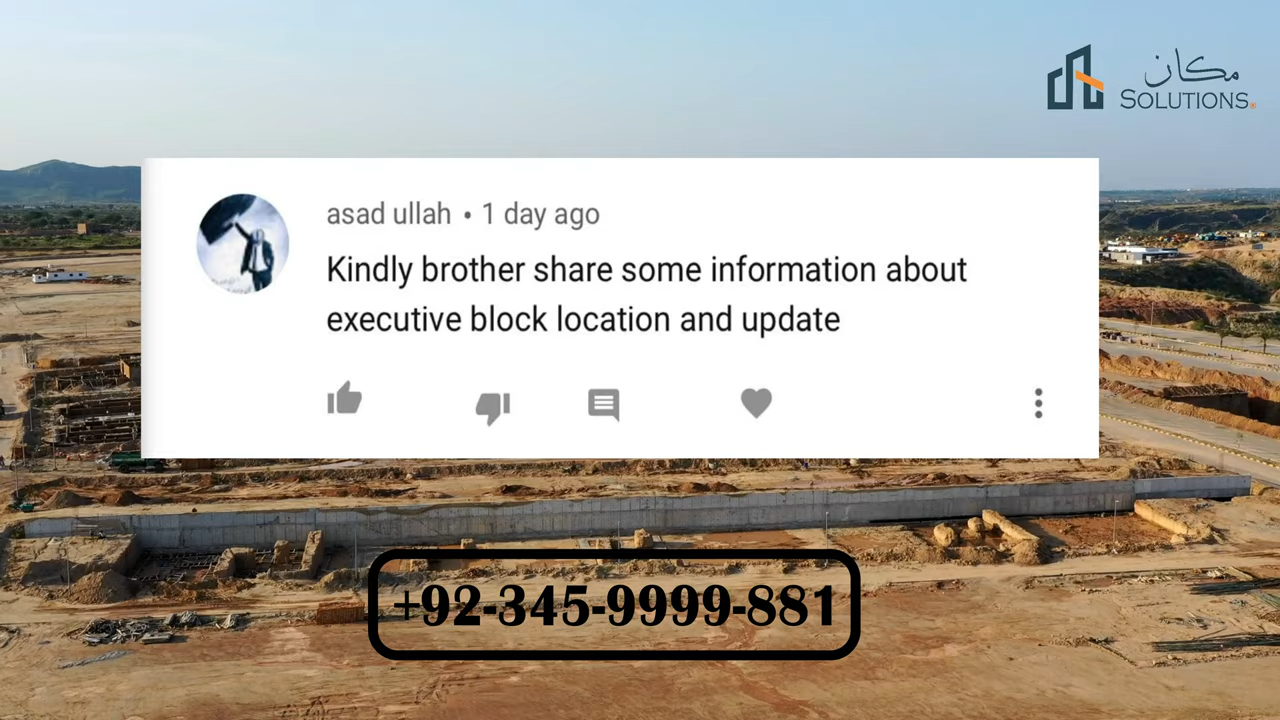 مکان
SOLUTIONS
asad ullah • 1 day ago
Kindly brother share some information about
executive block location and update
+92-345-9999-881